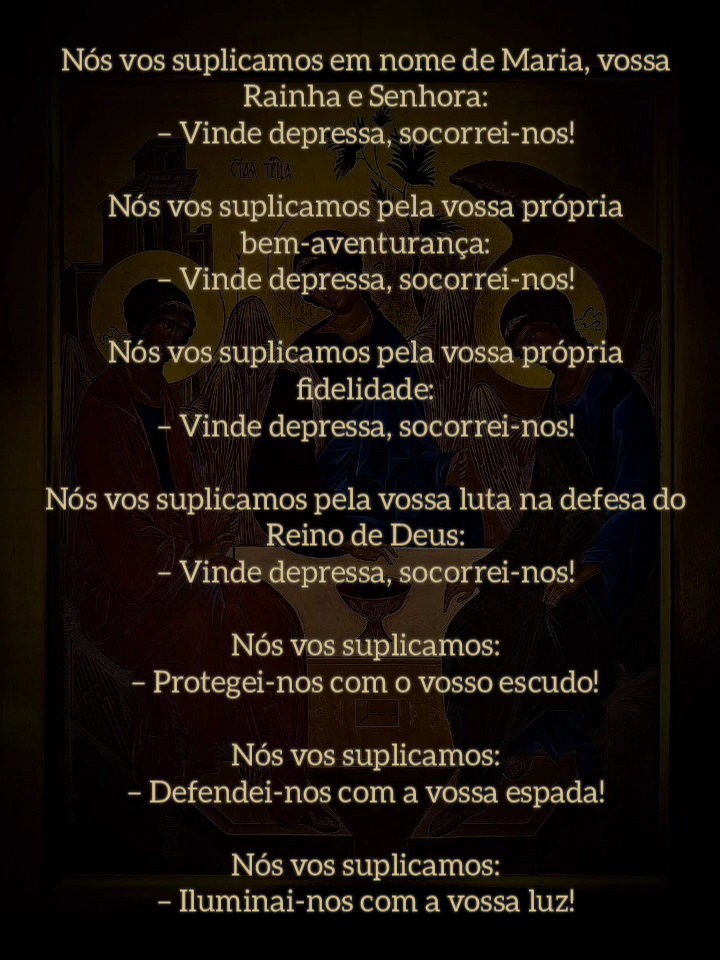 Nós vos suplicamos em nome de Maria, vossa
Rainha e Senhora:
– Vinde depressa, socorrei-nos!
Nós vos suplicamos pela vossa própria
bem-aventurança:
– Vinde depressa, socorrei-nos!
Nós vos suplicamos pela vossa própria
fidelidade:
– Vinde depressa, socorrei-nos!
Nós vos suplicamos pela vossa luta na defesa do
Reino de Deus:
– Vinde depressa, socorrei-nos!
Nós vos suplicamos:
– Protegei-nos com o vosso escudo!
Nós vos suplicamos:
– Defendei-nos com a vossa espada!
Nós vos suplicamos:
– Iluminai-nos com a vossa luz!